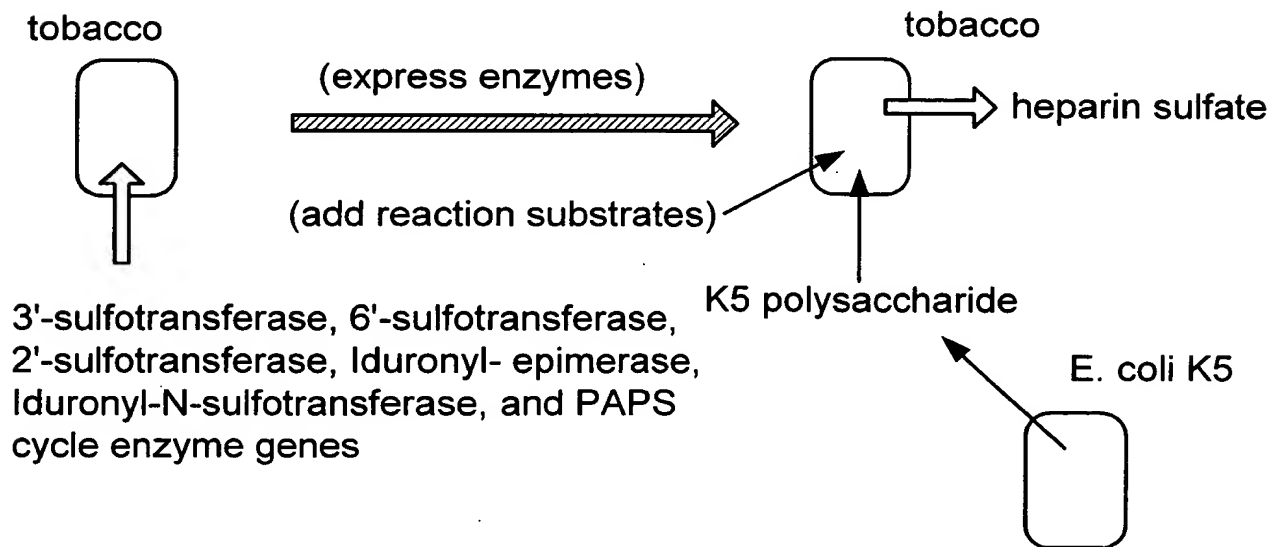 tobacco
tobacco
(express enzymes)
heparin sulfate
(add reaction substrates)
3'-sulfotransferase, 6'-sulfotransferase,
2'-sulfotransferase, Iduronyl- epimerase,
Iduronyl-N-sulfotransferase, and PAPS
cycle enzyme genes
K5 polysaccharide
E. coli K5